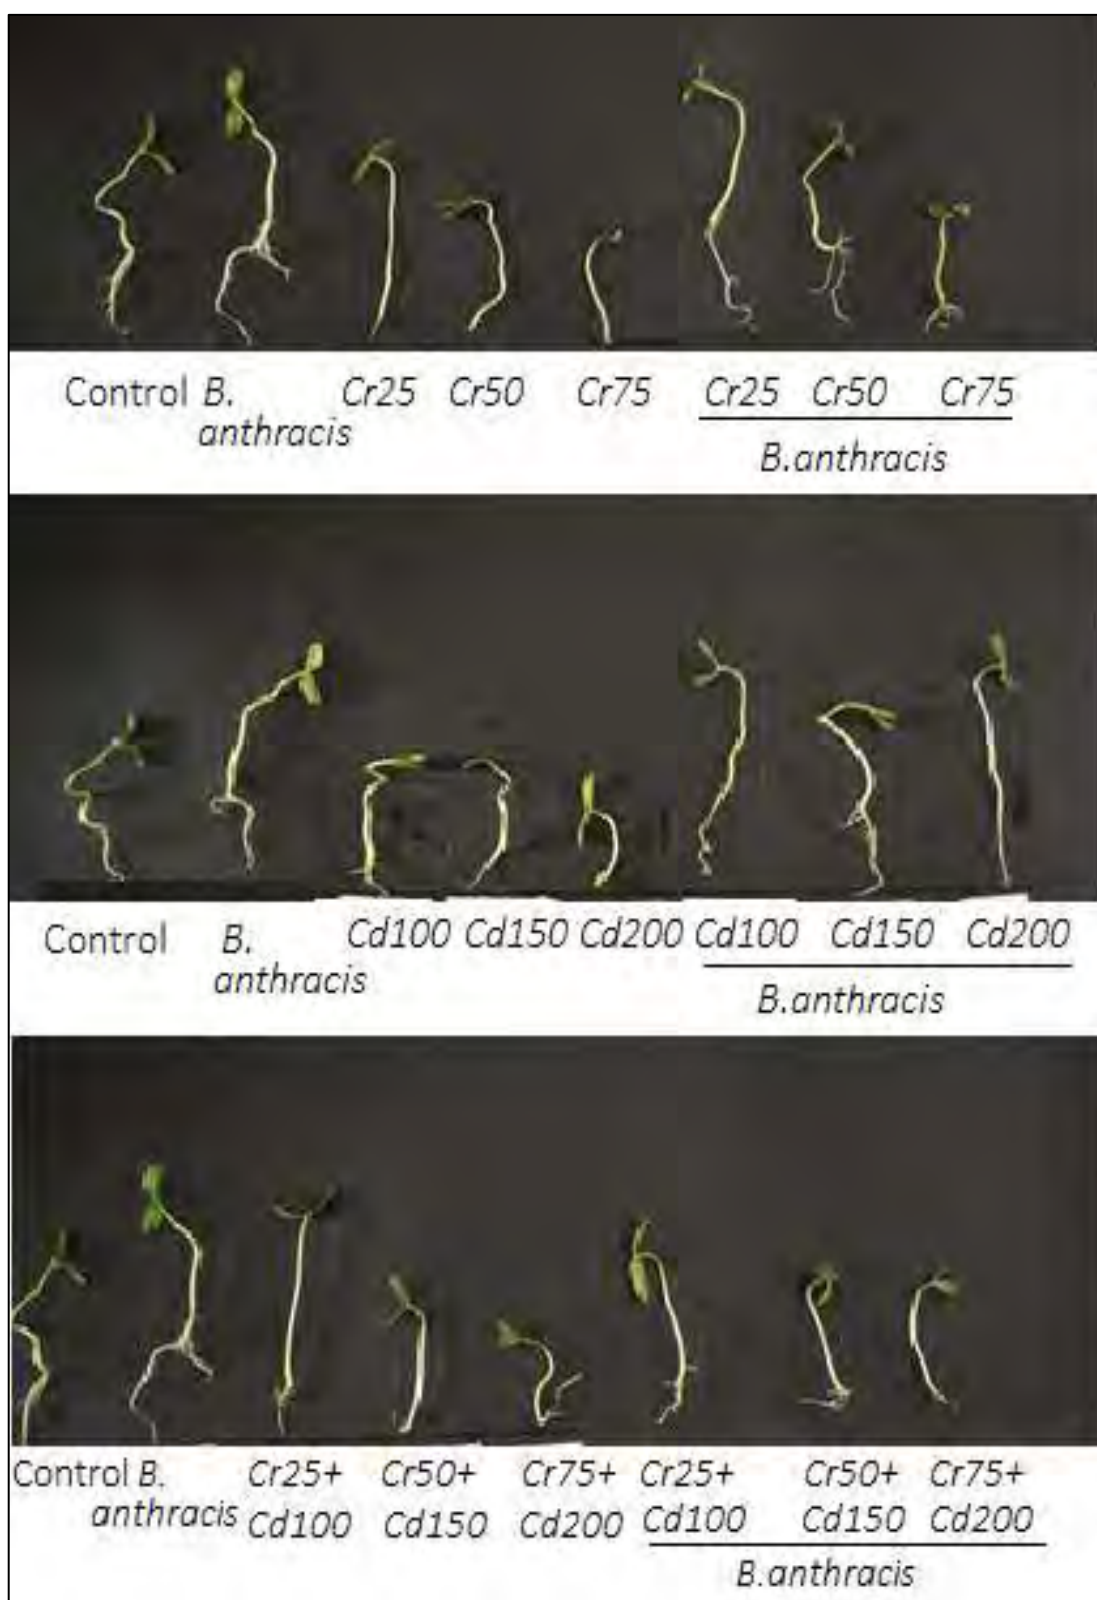 Control B. Cr25 Cr50 Cr75 Cr25 Cr50 Cr75
anthracis
B.anthracis
Control B. Cd100 Cd150 Cd200 Cd100 Cd150 Cd200
anthracis
B.anthracis
Control B. Cr25+ Cr50+ Cr75+ Cr25+ Cr50+ Cr75+
anthracis Cd100 Cd150 Cd200 Cd100 Cd150 Cd200
B.anthracis